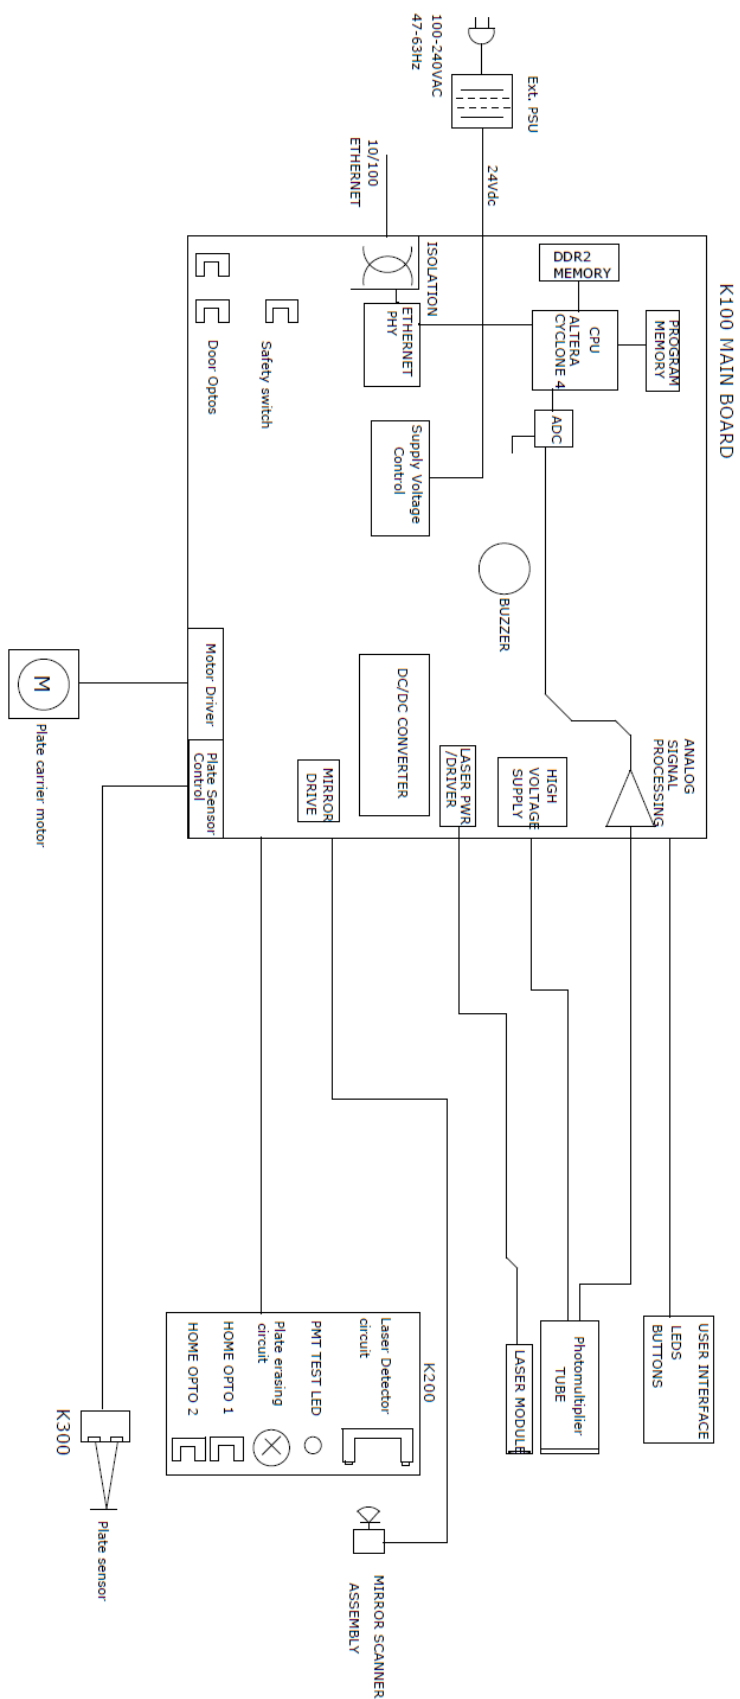 K100 MAIN BOARD
Ext. PSU
100-240VAC
47-63Hz
24Vdc
10/100
ETHERNET
ISOLATION
DDR2
MEMORY
PROGRAM
MEMORY
CPU
ALTERA
CYCLONE 4
ETHERNET
PHY
ADC
Safety switch
Door Optos
Supply Voltage
Control
BUZZER
ANALOG
SIGNAL
PROCESSING
HIGH
VOLTAGE
SUPPLY
LASER PWR
/DRIVER
DC/DC CONVERTER
MIRROR
DRIVE
Motor Driver
Plate Sensor
Control
M
Plate carrier motor
USER INTERFACE
LEDS
BUTTONS
Photomultiplier
TUBE
LASER MODULE
K200
Laser Detector
circuit
PMT TEST LED
Plate erasing
circuit
HOME OPTO 1
HOME OPTO 2
K300
Plate sensor
MIRROR SCANNER
ASSEMBLY